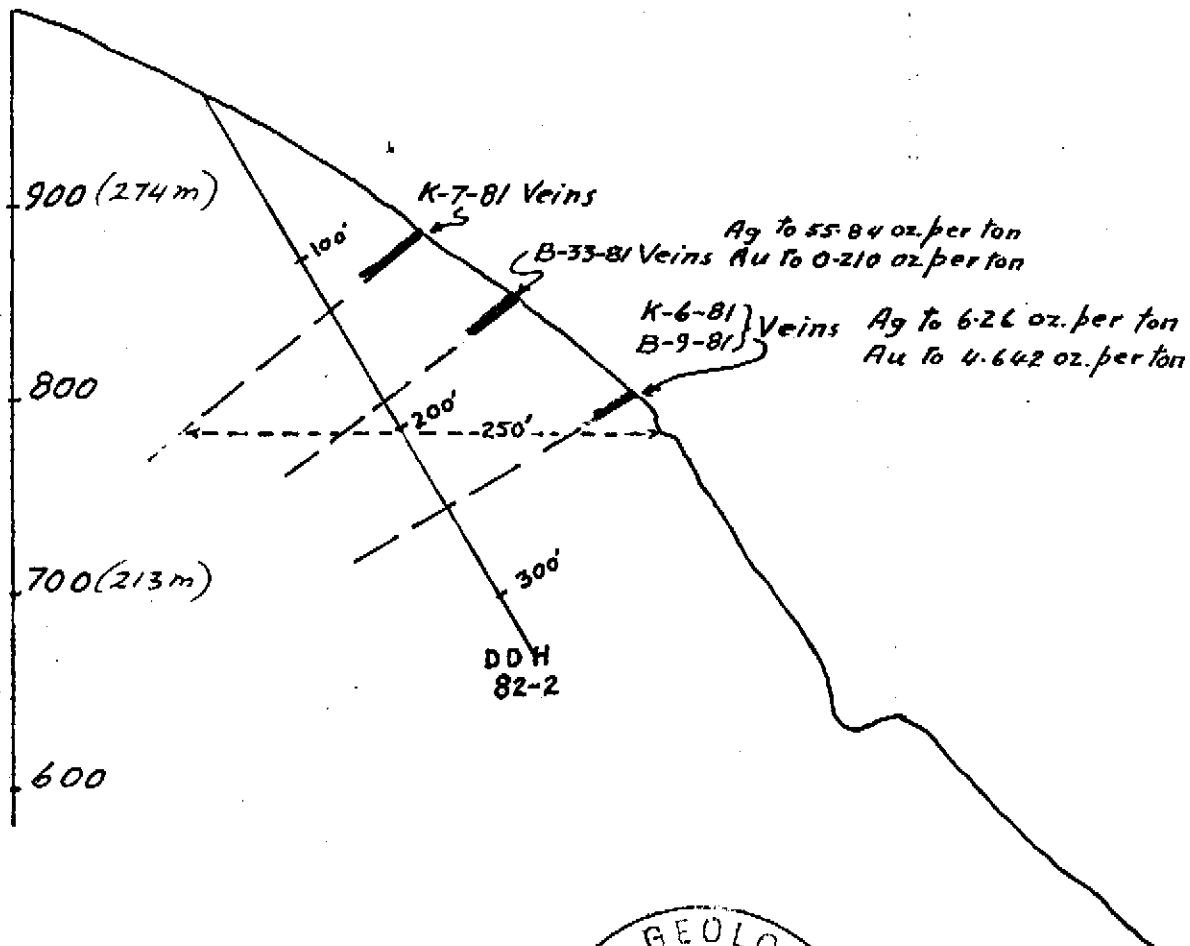 900 (274m)
K-7-81 Veins
100'
Ag to 55.84 oz. per ton
B-33-81 Veins Au to 0.210 oz. per ton
K-6-81
B-9-81
Veins Ag to 6.26 oz. per ton
Au to 4.642 oz. per ton
800
200'
250'
700 (213m)
300'
DDH
82-2
600
GEOLO